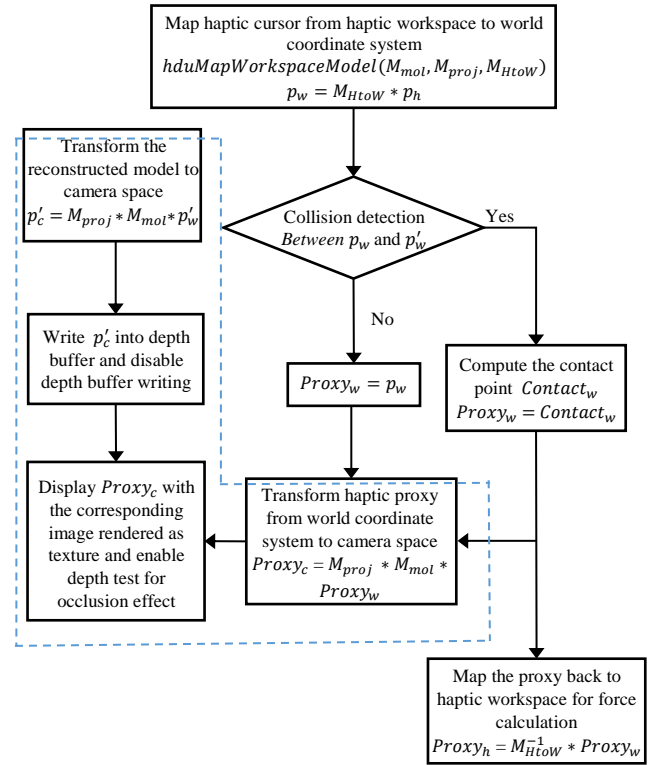 Map haptic cursor from haptic workspace to world
coordinate system
hduMapWorkspaceModel(M_mol, M_proj, M_HtoW)
p_w = M_HtoW * p_h
Transform the
reconstructed model to
camera space
p'_c = M_proj * M_mol * p'_w
Collision detection
Between p_w and p'_w
Yes
No
Write p'_c into depth
buffer and disable
depth buffer writing
Proxy_w = p_w
Compute the contact
point Contact_w
Proxy_w = Contact_w
Display Proxy_c with
the corresponding
image rendered as
texture and enable
depth test for
occlusion effect
Transform haptic proxy
from world coordinate
system to camera space
Proxy_c = M_proj * M_mol *
Proxy_w
Map the proxy back to
haptic workspace for force
calculation
Proxy_h = M_HtoW^-1 * Proxy_w